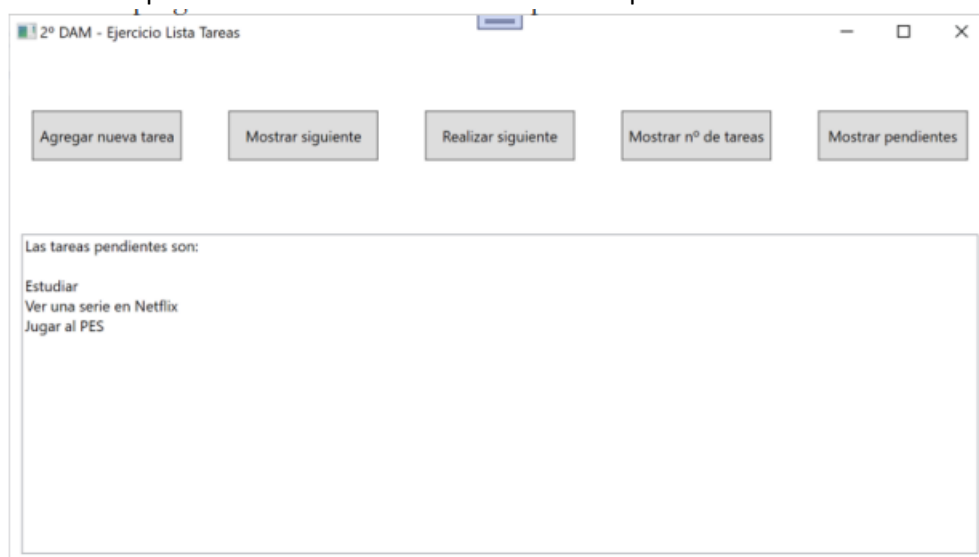 2º DAM - Ejercicio Lista Tareas
Agregar nueva tarea Mostrar siguiente Realizar siguiente Mostrar nº de tareas Mostrar pendientes
Las tareas pendientes son:
Estudiar
Ver una serie en Netflix
Jugar al PES